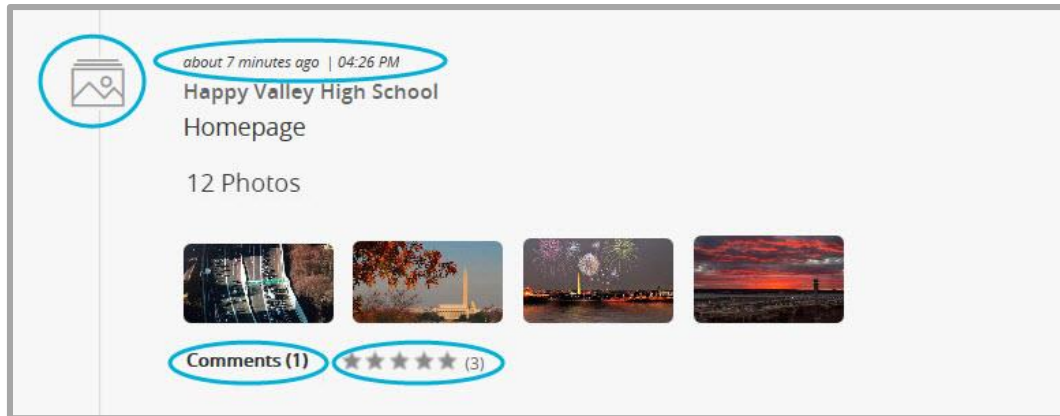 about 7 minutes ago | 04:26 PM
Happy Valley High School
Homepage
12 Photos
Comments (1) (3)